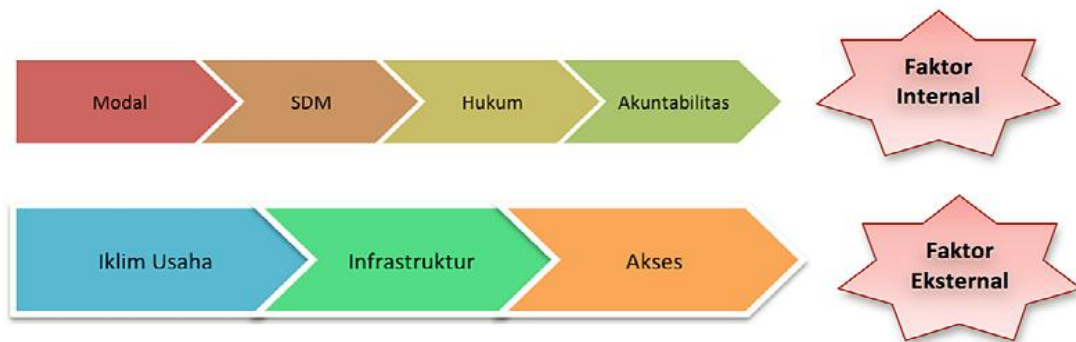 Modal
SDM
Hukum
Akuntabilitas
Faktor
Internal
Iklim Usaha
Infrastruktur
Akses
Faktor
Eksternal